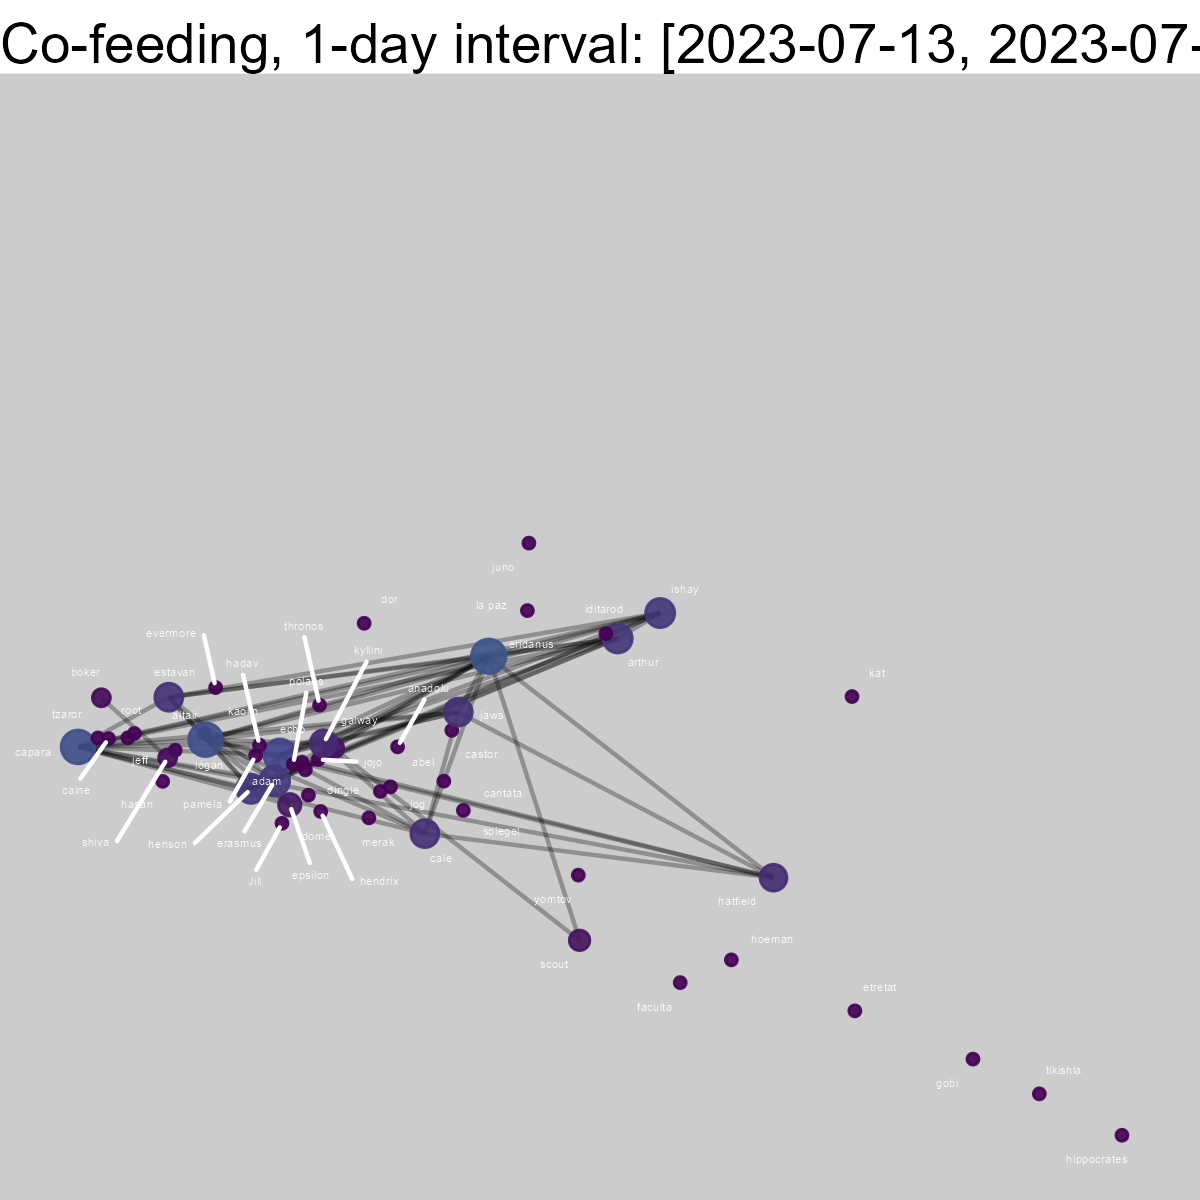 Co-feeding, 1-day interval: [2023-07-13, 2023-07-
juno
ishay
dor
la paz
iditarod
thronos
evermore
eridanus
kyllini
arthur
hadav
boker
estavan
kat
polaris
anadolu
tzaror
root
altair
kaolin
jaws
galway
echo
capara
castor
jeff
logan
jojo
abel
adam
caine
dingle
cantata
hasan
pamela
jog
spiegel
dome
shiva
henson
erasmus
merak
cale
epsilon
Jill
hendrix
yomtov
hatfield
hoeman
scout
etretat
faculta
tikishla
gobi
hippocrates